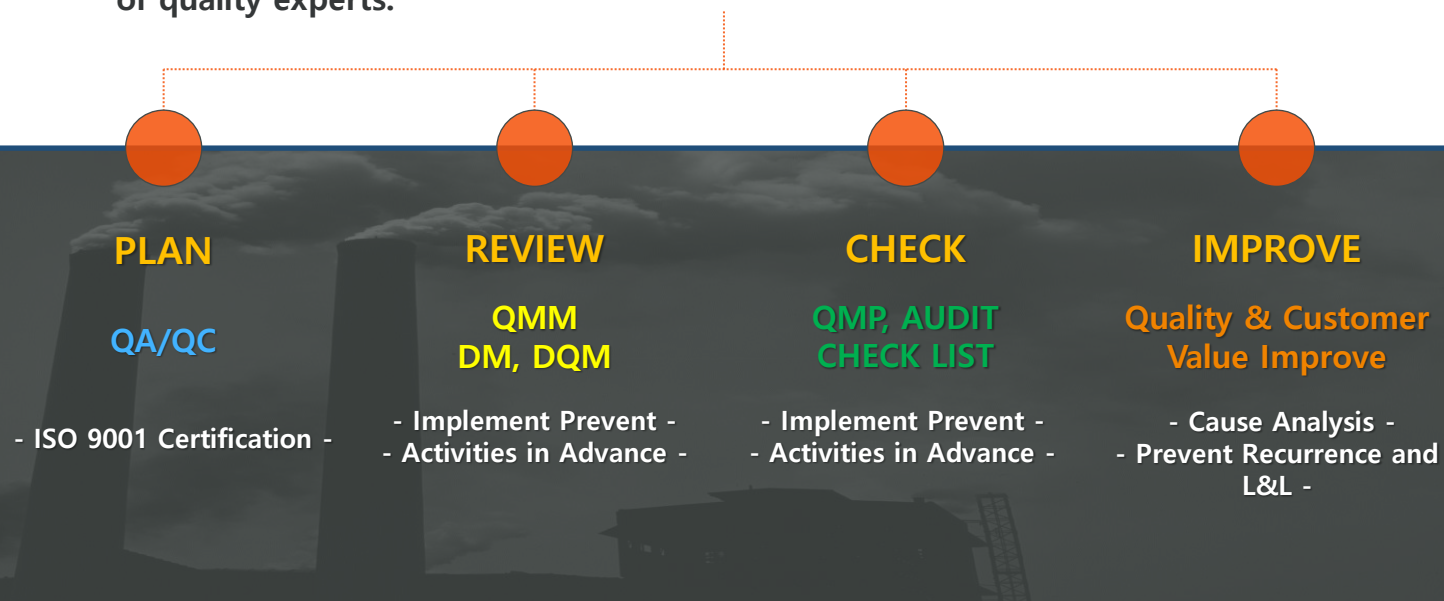 of quality experts.
PLAN
QA/QC
- ISO 9001 Certification -
REVIEW
QMM
DM, DQM
- Implement Prevent -
- Activities in Advance -
CHECK
QMP, AUDIT
CHECK LIST
- Implement Prevent -
- Activities in Advance -
IMPROVE
Quality & Customer
Value Improve
- Cause Analysis -
- Prevent Recurrence and
L&L -